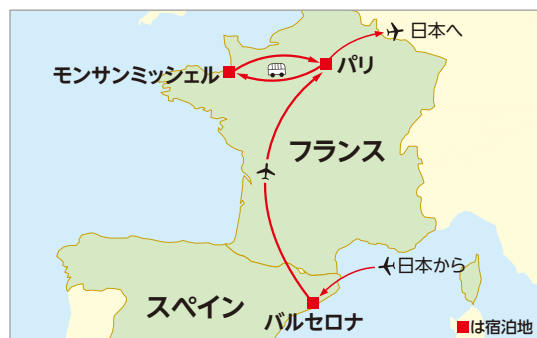 日本へ
モンサンミッシェル
パリ
フランス
日本から
スペイン
バルセロナ
は宿泊地